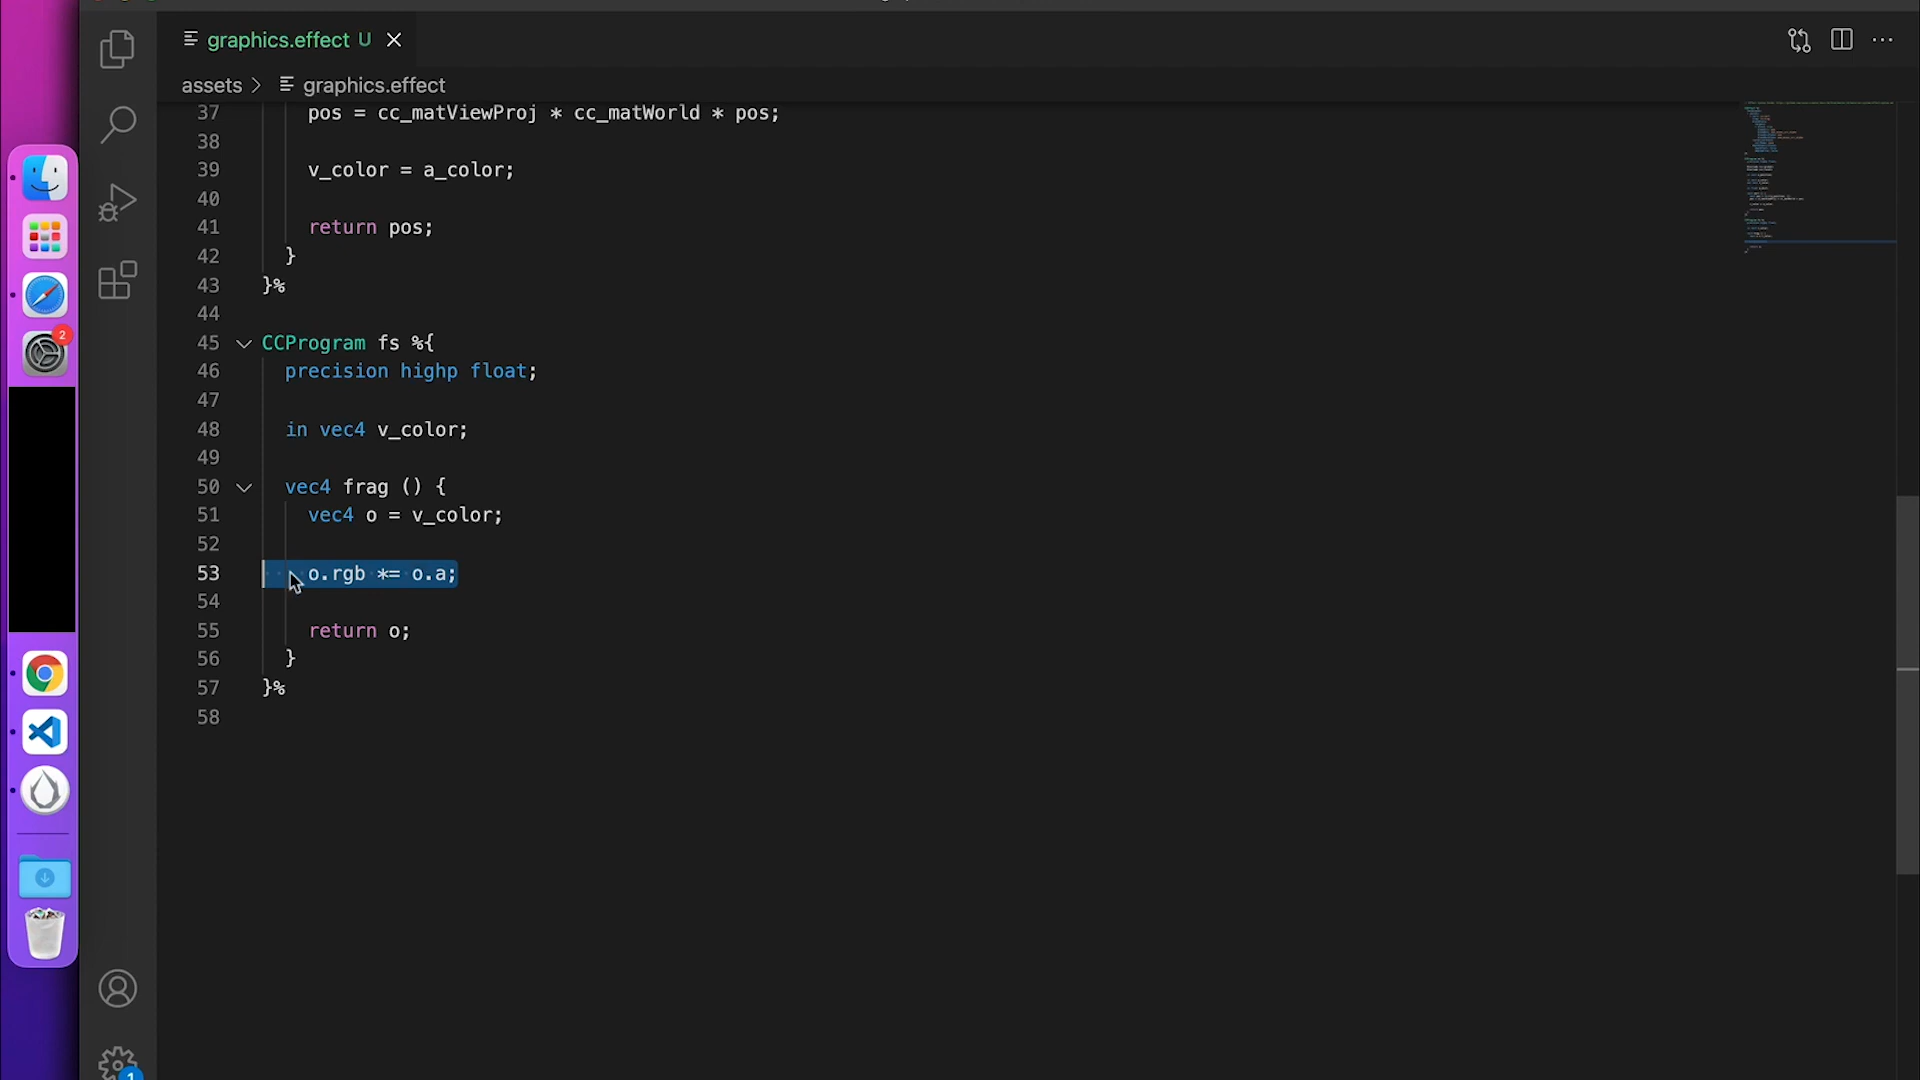 graphics.effect U
assets > graphics.effect
37 pos = cc_matViewProj * cc_matWorld * pos;
38
39 v_color = a_color;
40
41 return pos;
42 }
43 }%
44
45 CCProgram fs %{
46 precision highp float;
47
48 in vec4 v_color;
49
50 vec4 frag () {
51 vec4 o = v_color;
52
53 o.rgb *= o.a;
54
55 return o;
56 }
57 }%
58
2
1